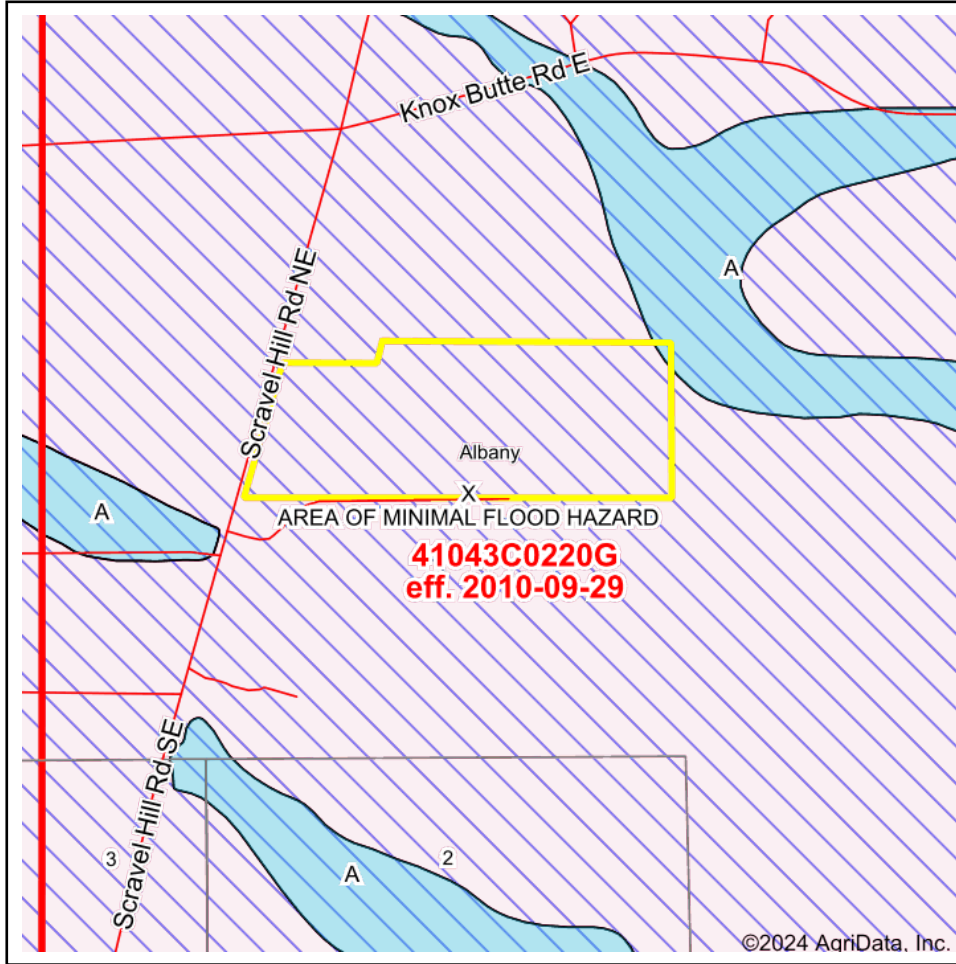 Knox Butte Rd E
Scravel Hill Rd NE
A
Albany
X
A
AREA OF MINIMAL FLOOD HAZARD
41043C0220G
eff. 2010-09-29
Scravel Hill Rd SE
3
2
A
©2024 AgriData, Inc.